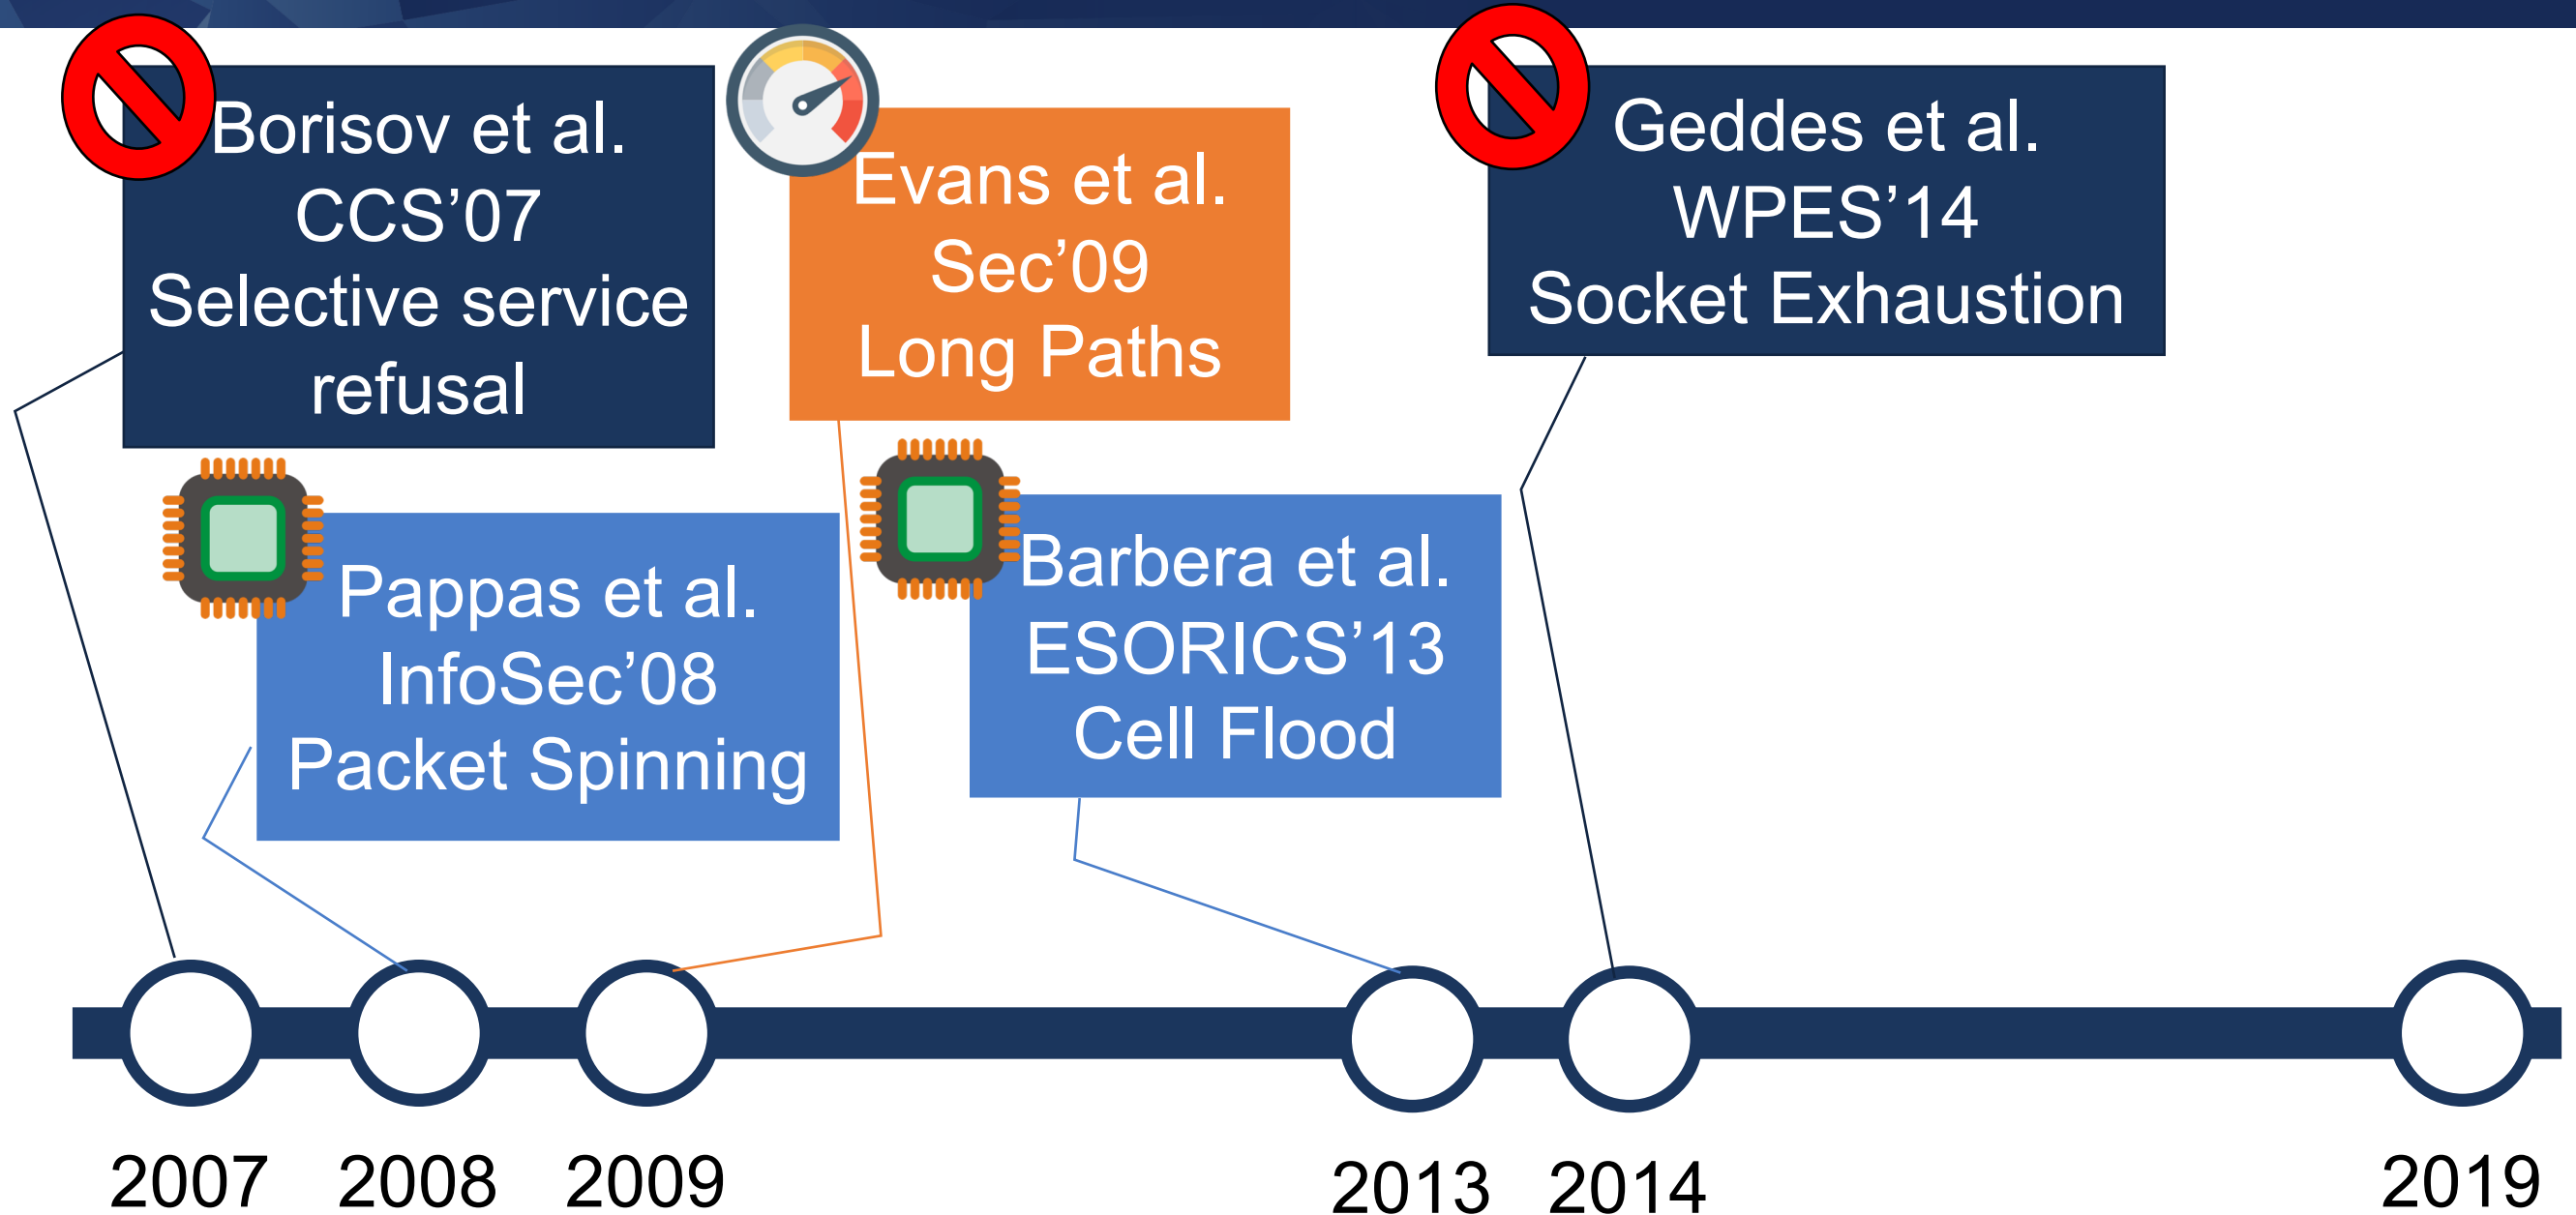 Borisov et al.
CCS’07
Selective service
refusal
Evans et al.
Sec’09
Long Paths
Geddes et al.
WPES’14
Socket Exhaustion
Pappas et al.
InfoSec’08
Packet Spinning
Barbera et al.
ESORICS’13
Cell Flood
2007
2008
2009
2013
2014
2019